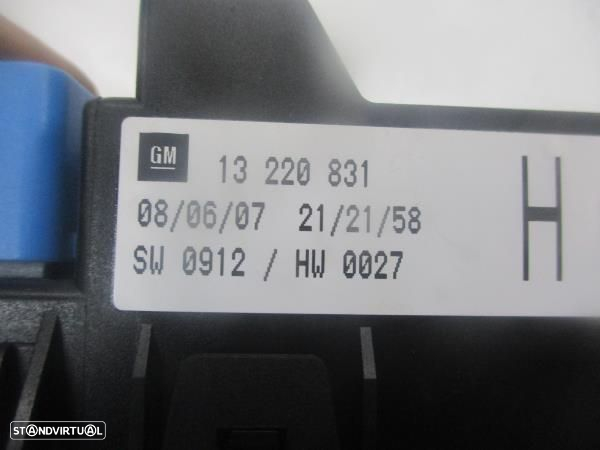 GM 13 220 831
08/06/07 21/21/58
SW 0912 / HW 0027
H
STANDVIRTUAL